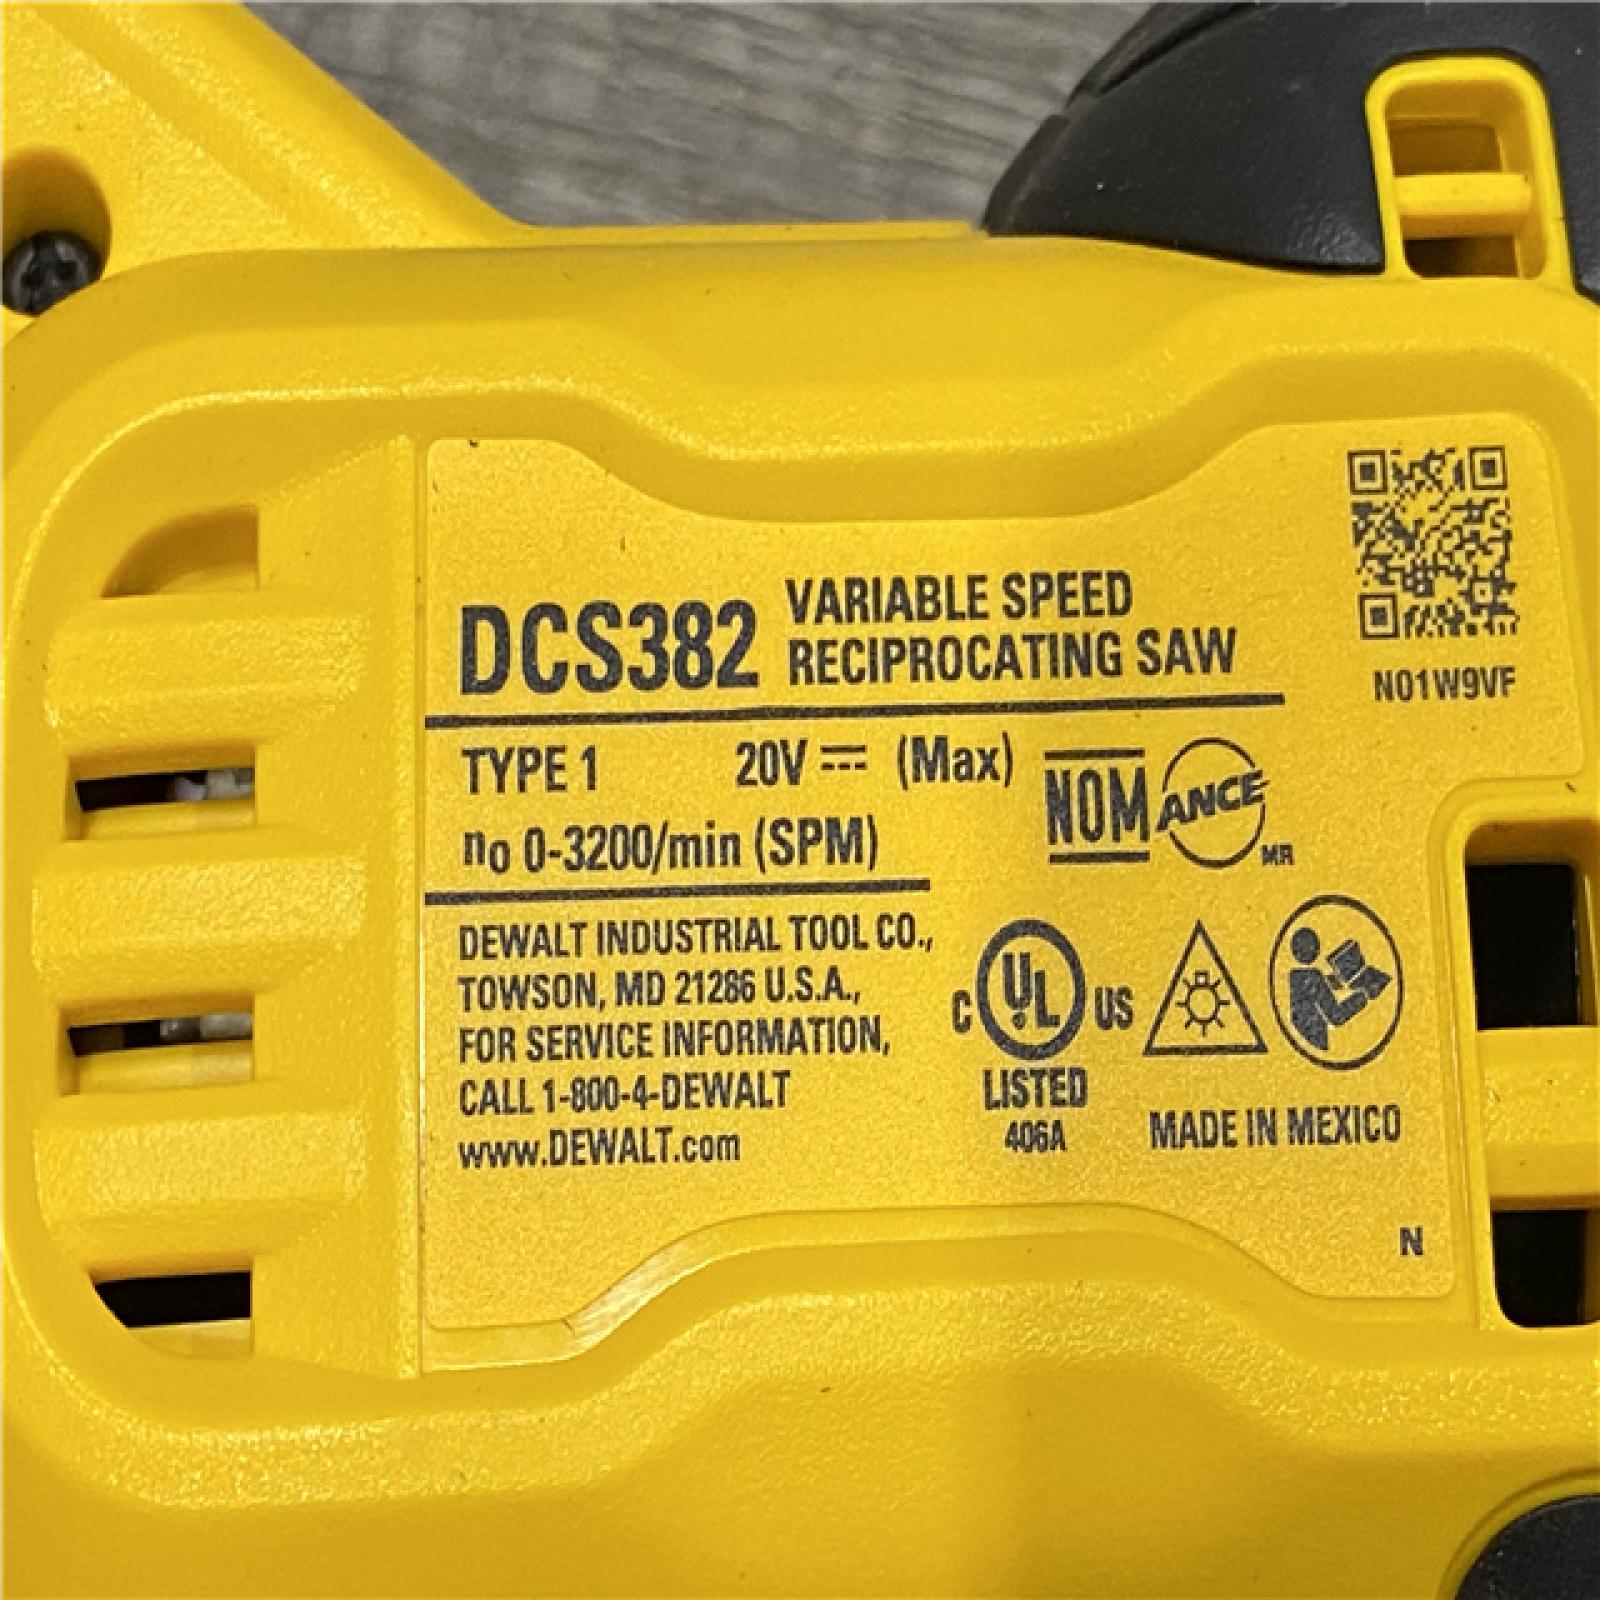 DCS382 VARIABLE SPEED
RECIPROCATING SAW
N01W9VF
TYPE 1 20V (Max)
no 0-3200/min (SPM)
NOM ANCE
MR
DEWALT INDUSTRIAL TOOL CO.,
TOWSON, MD 21286 U.S.A.,
FOR SERVICE INFORMATION,
CALL 1-800-4-DEWALT
www.DEWALT.com
C UL US
LISTED
406A
MADE IN MEXICO
N